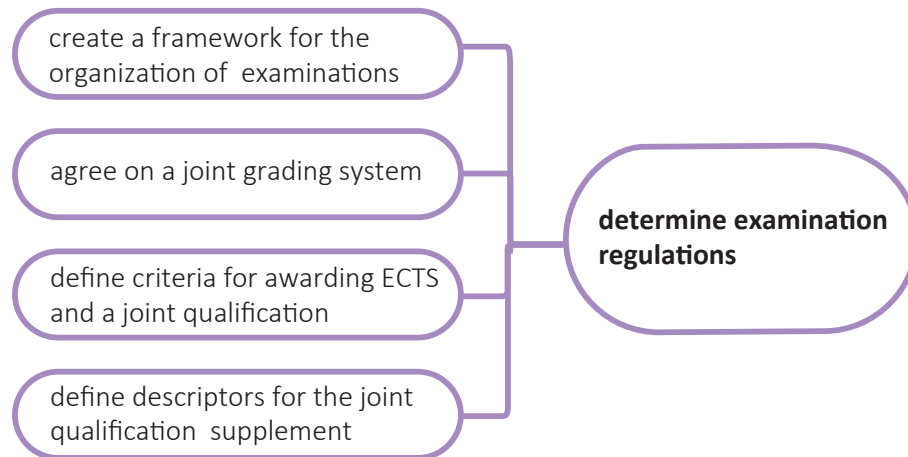 create a framework for the
organization of examinations
agree on a joint grading system
define criteria for awarding ECTS
and a joint qualification
define descriptors for the joint
qualification supplement
determine examination
regulations